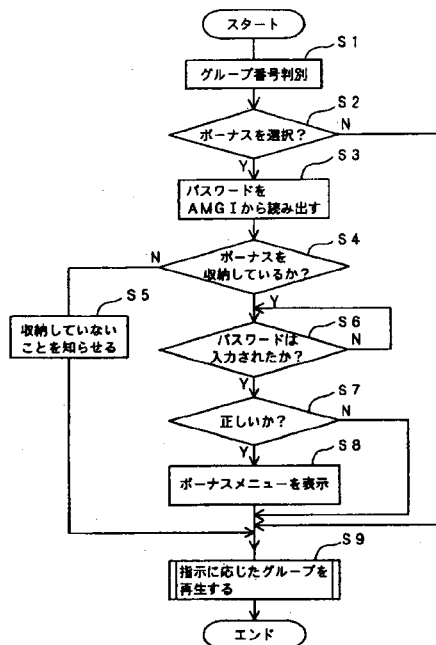 スタート
S1
グループ番号判別
S2
ボーナスを選択?
N
Y
S3
パスワードを
AMGIから読み出す
S4
ボーナスを
収納しているか?
N
Y
S5
収納していない
ことを知らせる
S6
パスワードは
入力されたか?
N
Y
S7
正しいか?
N
Y
S8
ボーナスメニューを表示
S9
指示に応じたグループを
再生する
エンド